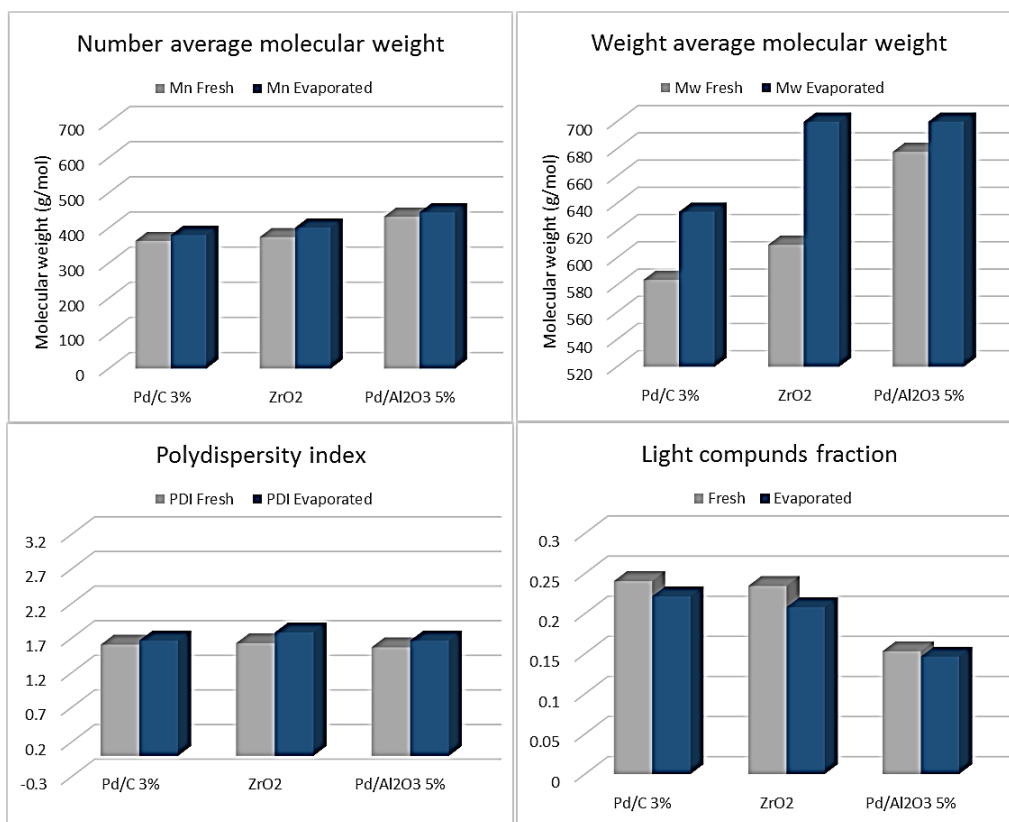 Number average molecular weight
Mn Fresh Mn Evaporated
Molecular weight (g/mol)
700
600
500
400
300
200
100
0
Pd/C 3% ZrO2 Pd/Al2O3 5%
Weight average molecular weight
Mw Fresh Mw Evaporated
Molecular weight (g/mol)
700
680
660
640
620
600
580
560
540
520
Pd/C 3% ZrO2 Pd/Al2O3 5%
Polydispersity index
PDI Fresh PDI Evaporated
3.2
2.7
2.2
1.7
1.2
0.7
0.2
-0.3
Pd/C 3% ZrO2 Pd/Al2O3 5%
Light compunds fraction
Fresh Evaporated
0.3
0.25
0.2
0.15
0.1
0.05
0
Pd/C 3% ZrO2 Pd/Al2O3 5%